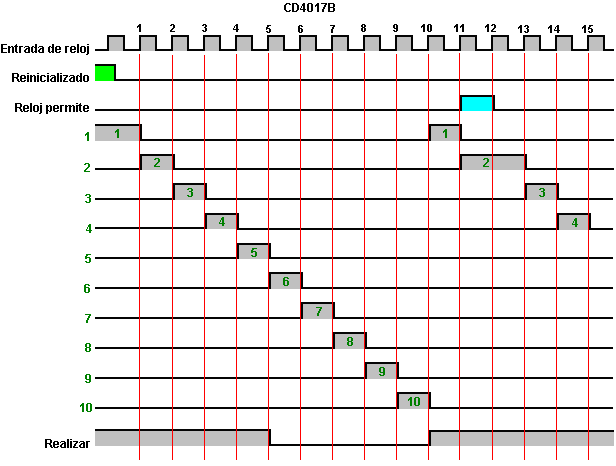 CD4017B
1 2 3 4 5 6 7 8 9 10 11 12 13 14 15
Entrada de reloj
Reinicializado
Reloj permite
1 1 1
2 2 2
3 3 3
4 4 4
5 5
6 6
7 7
8 8
9 9
10 10
Realizar